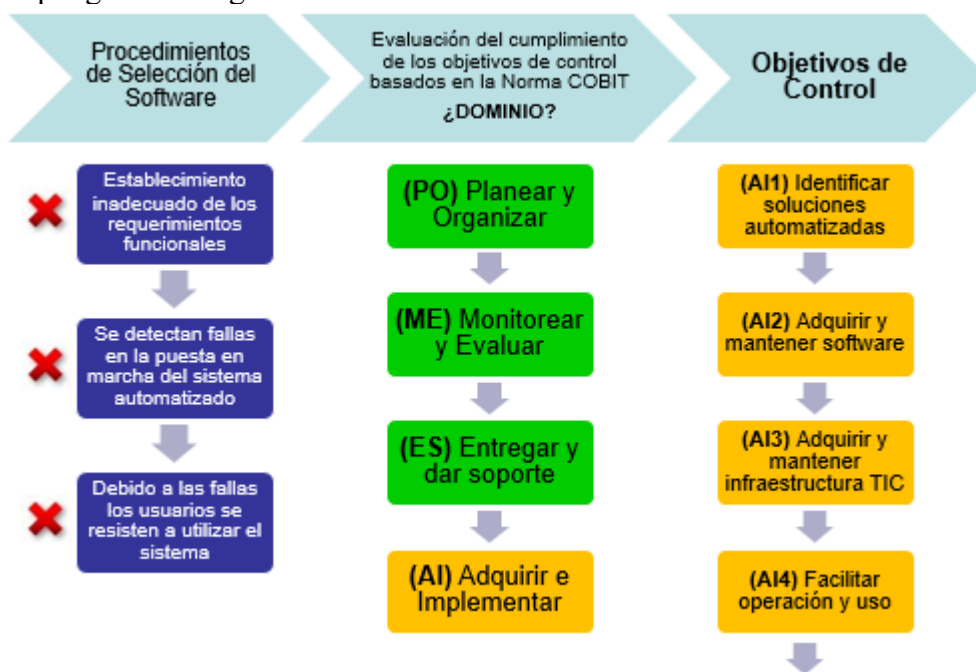 Procedimientos
de Selección del
Software
Evaluación del cumplimiento
de los objetivos de control
basados en la Norma COBIT
¿DOMINIO?
Objetivos de
Control
Establecimiento
inadecuado de los
requerimientos
funcionales
Se detectan fallas
en la puesta en
marcha del sistema
automatizado
Debido a las fallas
los usuarios se
resisten a utilizar el
sistema
(PO) Planear y
Organizar
(ME) Monitorear
y Evaluar
(ES) Entregar y
dar soporte
(AI) Adquirir e
Implementar
(AI1) Identificar
soluciones
automatizadas
(AI2) Adquirir y
mantener software
(AI3) Adquirir y
mantener
infraestructura TIC
(AI4) Facilitar
operación y uso